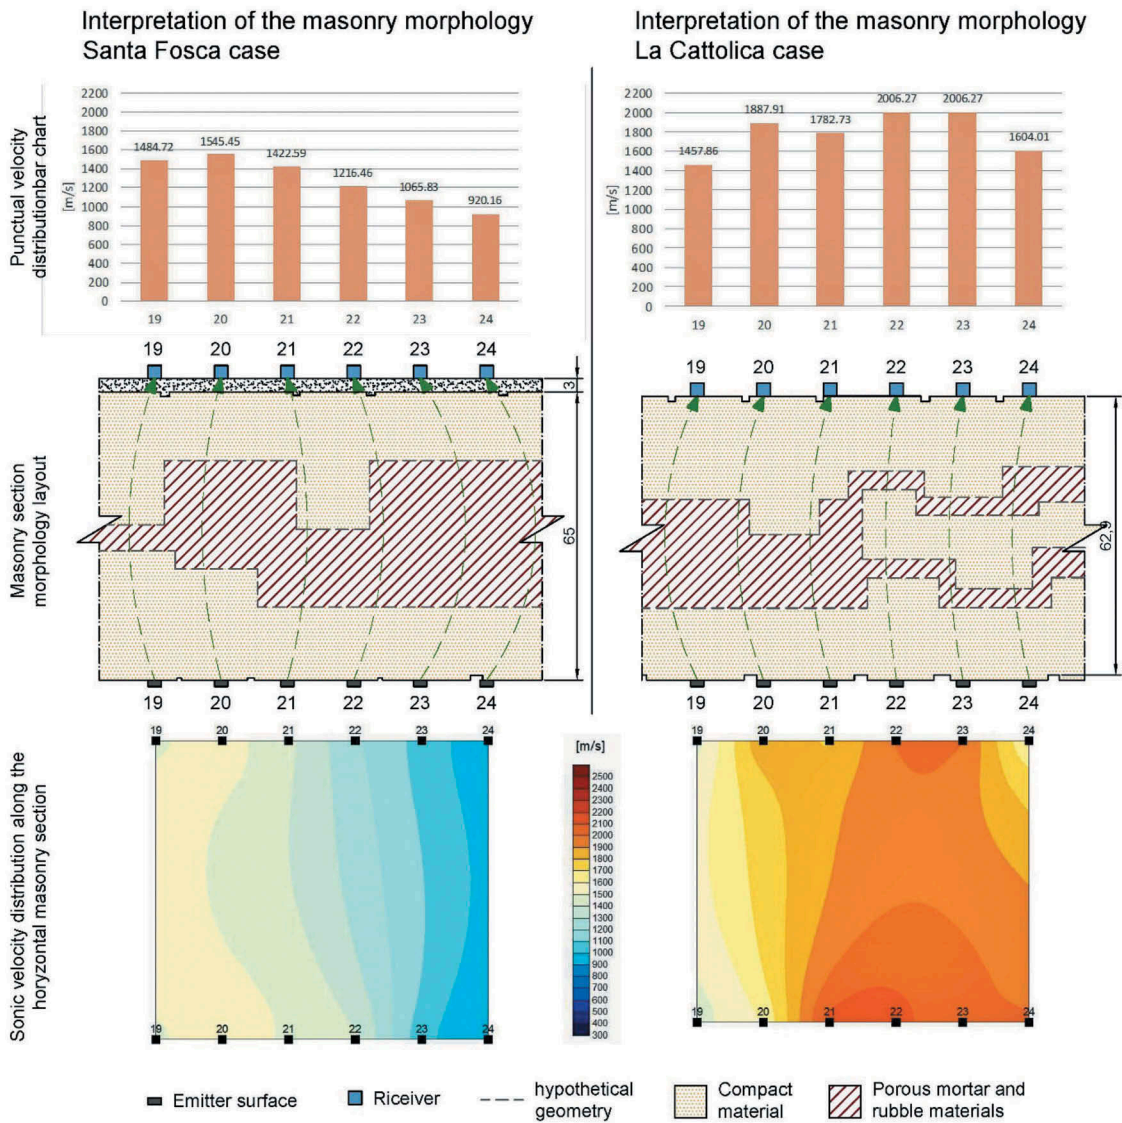 Interpretation of the masonry morphology
Santa Fosca case
Interpretation of the masonry morphology
La Cattolica case
Punctual velocity
distributionbar chart
[m/s]
2200
2000
1800
1600
1400
1200
1000
800
600
400
200
0
1484.72
1545.45
1422.59
1216.46
1065.83
920.16
19 20 21 22 23 24
[m/s]
2200
2000
1800
1600
1400
1200
1000
800
600
400
200
0
1457.86
1887.91
1782.73
2006.27
2006.27
1604.01
19 20 21 22 23 24
Masonry section
morphology layout
19 20 21 22 23 24
3
65
19 20 21 22 23 24
19 20 21 22 23 24
62,9
19 20 21 22 23 24
Sonic velocity distribution along the
horyzontal masonry section
19 20 21 22 23 24
19 20 21 22 23 24
[m/s]
2500
2400
2300
2200
2100
2000
1900
1800
1700
1600
1500
1400
1300
1200
1100
1000
900
800
700
600
500
400
300
19 20 21 22 23 24
19 20 21 22 23 24
Emitter surface
Riceiver
hypothetical
geometry
Compact
material
Porous mortar and
rubble materials